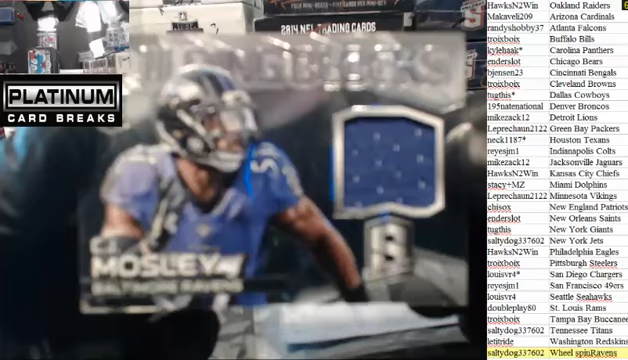 2014 NFL TRADING CARDS
PLATINUM
CARD BREAKS
C.J.
MOSLEY
BALTIMORE RAVENS
HawksN2Win Oakland Raiders
Makaveli209 Arizona Cardinals
randyshobby37 Atlanta Falcons
troixboix Buffalo Bills
kylehaak* Carolina Panthers
enderslot Chicago Bears
bjensen23 Cincinnati Bengals
troixboix Cleveland Browns
tugthis* Dallas Cowboys
195natenational Denver Broncos
mikezack12 Detroit Lions
Leprechaun2122 Green Bay Packers
neck1187* Houston Texans
reyesjm1 Indianapolis Colts
mikezack12 Jacksonville Jaguars
HawksN2Win Kansas City Chiefs
stacy+MZ Miami Dolphins
Leprechaun2122 Minnesota Vikings
chisox New England Patriots
enderslot New Orleans Saints
tugthis New York Giants
saltydog337602 New York Jets
HawksN2Win Philadelphia Eagles
troixboix Pittsburgh Steelers
louisvr4* San Diego Chargers
reyesjm1 San Francisco 49ers
louisvr4 Seattle Seahawks
doubleplay80 St. Louis Rams
troixboix Tampa Bay Buccanee
saltydog337602 Tennessee Titans
letitride Washington Redskins
saltydog337602 Wheel spinRavens